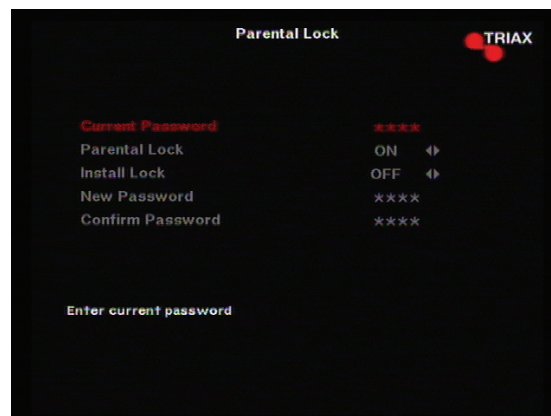 Parental Lock
TRIAX
Current Password ****
Parental Lock ON
Install Lock OFF
New Password ****
Confirm Password ****
Enter current password